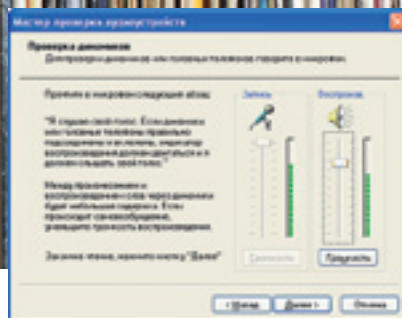 Мастер проверки аудиоустройств
Проверка динамиков
Для проверки динамиков или головных телефонов говорите в микрофон.
Прочтите в микрофон следующий абзац:
Запись
Воспроизв.
"Я слушаю свой голос. Если динамики
или головные телефоны правильно
подсоединены и включены, индикатор
воспроизведения должен двигаться и я
должен слышать свой голос."
Между произнесением и
воспроизведением слов через динамики
будет небольшая задержка. Если
происходит самовозбуждение,
уменьшите громкость воспроизведения.
Закончив чтение, нажмите кнопку "Далее"
Громкость
Громкость
< Назад
Далее >
Отмена